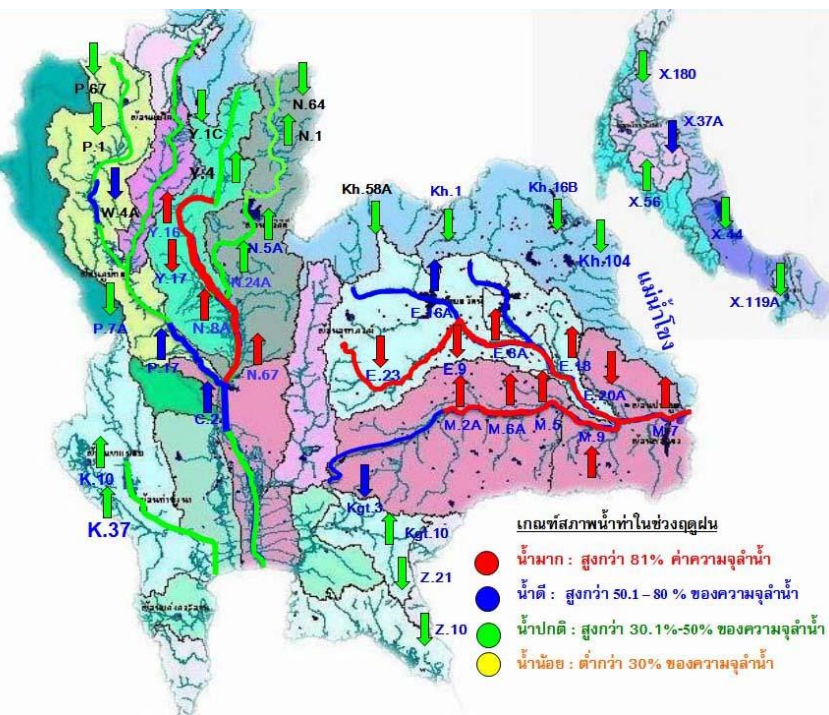 P.67
P.1
W.4A
Y.1C
Y.4
N.64
N.1
Y.16
Y.17
N.5A
N.24A
N.8A
P.7A
P.17
N.67
C.2
Kh.58A
Kh.1
Kh.16B
Kh.104
แม่น้ำโขง
E.16A
E.8A
E.23
E.9
E.18
E.20A
M.2A
M.6A
M.5
M.9
M.7
K.10
K.37
Kgt.3
Kgt.10
Z.21
Z.10
X.180
X.37A
X.56
X.44
X.119A
เกณฑ์สภาพน้ำท่าในช่วงฤดูฝน
น้ำมาก : สูงกว่า 81% ค่าความจุลำน้ำ
น้ำดี : สูงกว่า 50.1 – 80 % ของความจุลำน้ำ
น้ำปกติ : สูงกว่า 30.1%-50% ของความจุลำน้ำ
น้ำน้อย : ต่ำกว่า 30% ของความจุลำน้ำ